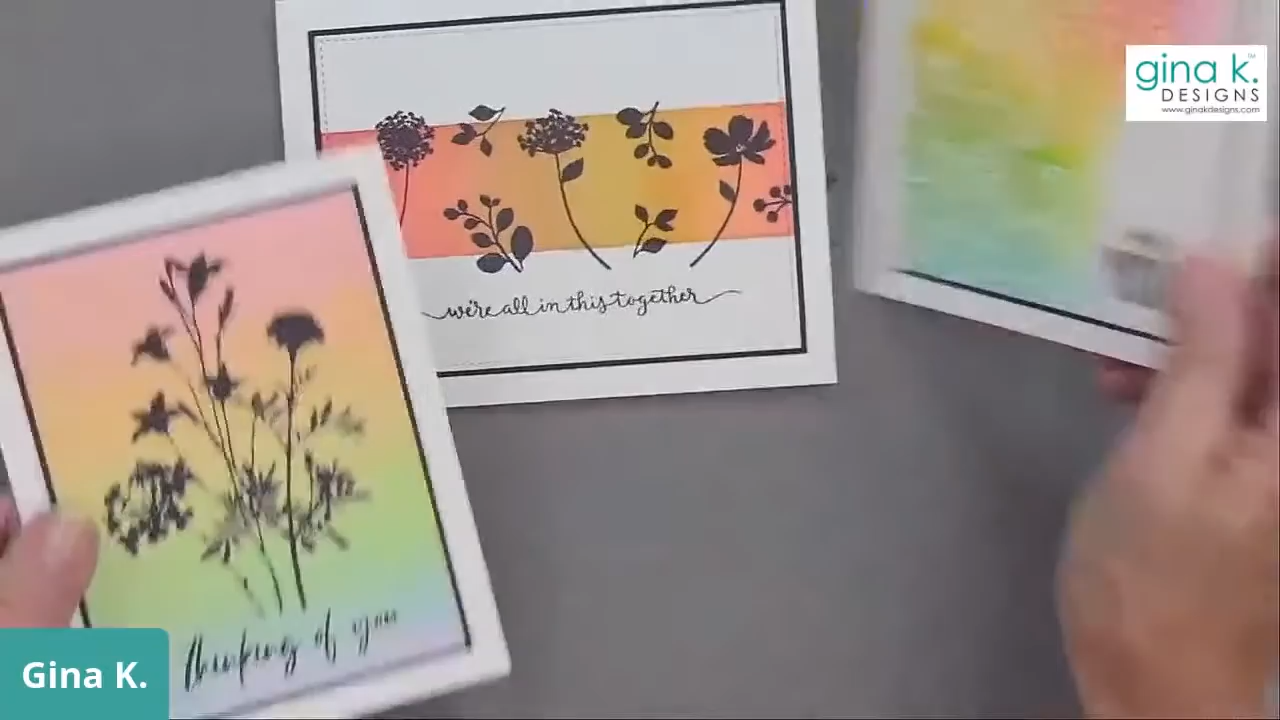 gina k.
DESIGNS
www.ginakdesigns.com
we're all in this together
thinking of you
Gina K.